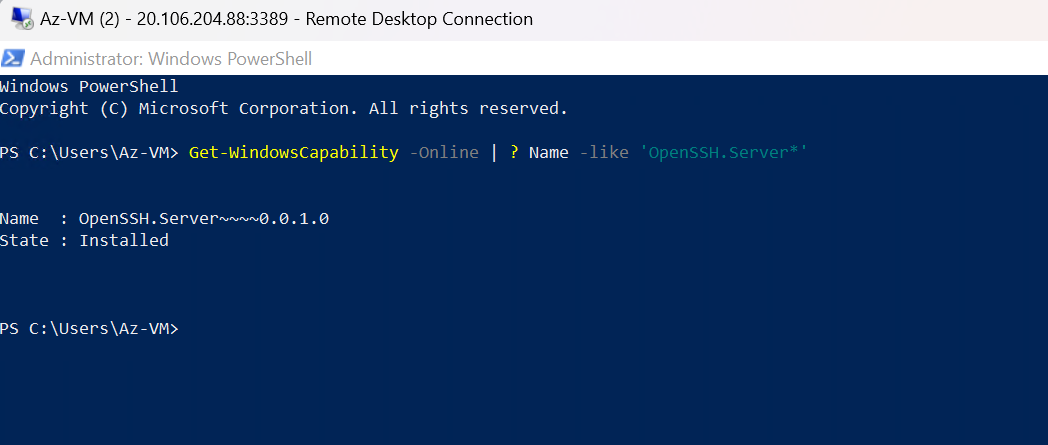 Az-VM (2) - 20.106.204.88:3389 - Remote Desktop Connection
Administrator: Windows PowerShell
Windows PowerShell
Copyright (C) Microsoft Corporation. All rights reserved.
PS C:\Users\Az-VM> Get-WindowsCapability -Online | ? Name -like 'OpenSSH.Server*'
Name  : OpenSSH.Server~~~~0.0.1.0
State : Installed
PS C:\Users\Az-VM>